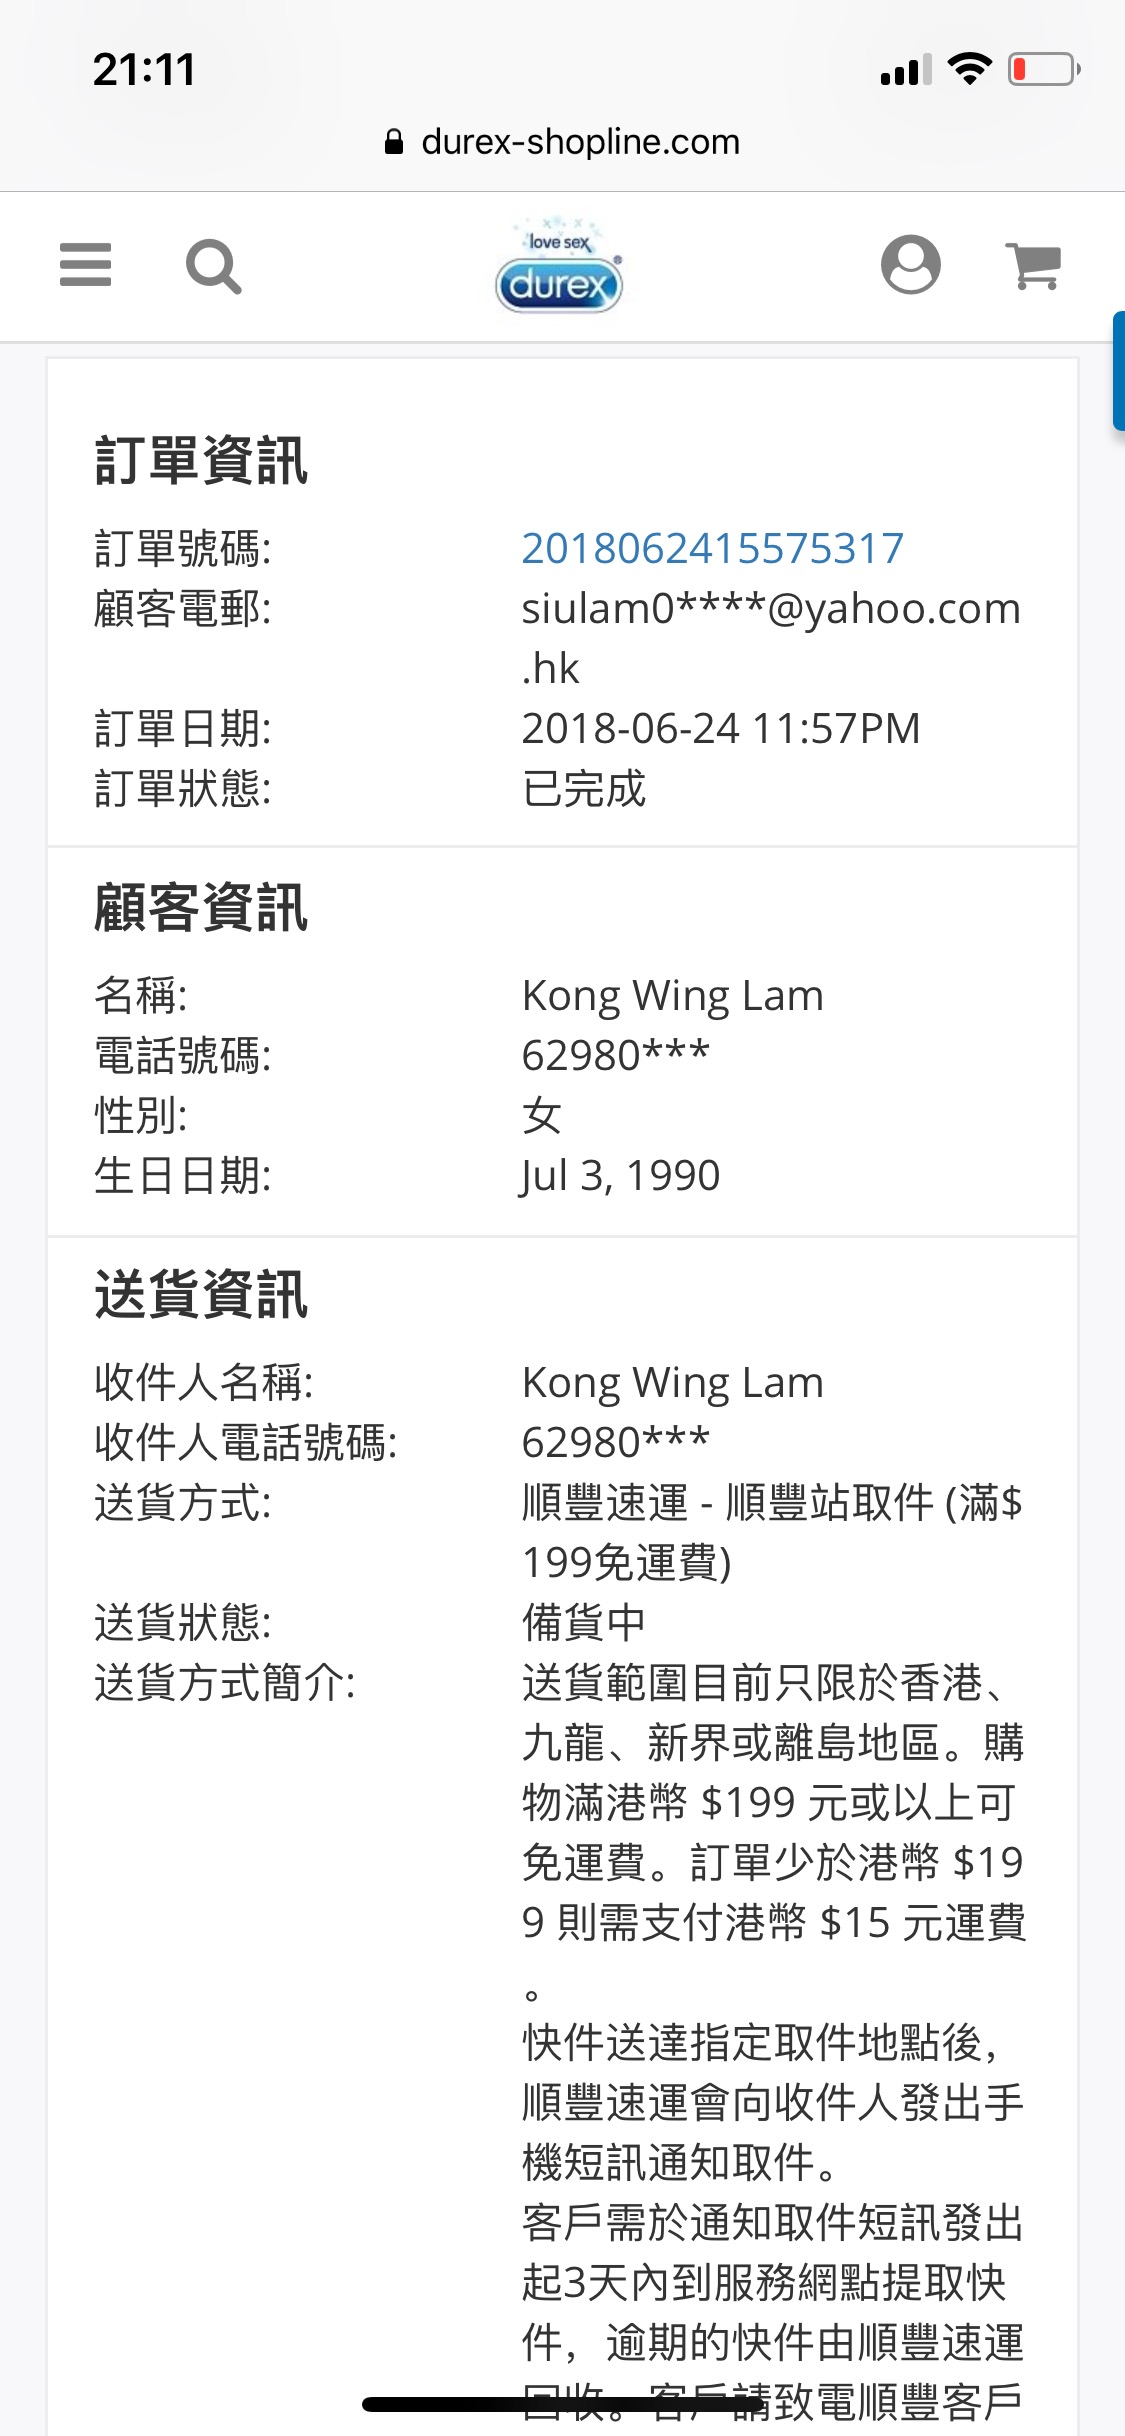 21:11
durex-shopline.com
love sex
durex
訂單資訊
訂單號碼: 2018062415575317
顧客電郵: siulam0****@yahoo.com
.hk
訂單日期: 2018-06-24 11:57PM
訂單狀態: 已完成
顧客資訊
名稱: Kong Wing Lam
電話號碼: 62980***
性別: 女
生日日期: Jul 3, 1990
送貨資訊
收件人名稱: Kong Wing Lam
收件人電話號碼: 62980***
送貨方式: 順豐速運 - 順豐站取件 (滿$
199免運費)
送貨狀態: 備貨中
送貨方式簡介: 送貨範圍目前只限於香港、
九龍、新界或離島地區。購
物滿港幣 $199 元或以上可
免運費。訂單少於港幣 $19
9 則需支付港幣 $15 元運費
。
快件送達指定取件地點後，
順豐速運會向收件人發出手
機短訊通知取件。
客戶需於通知取件短訊發出
起3天內到服務網點提取快
件，逾期的快件由順豐速運
回收。客戶請致電順豐客戶